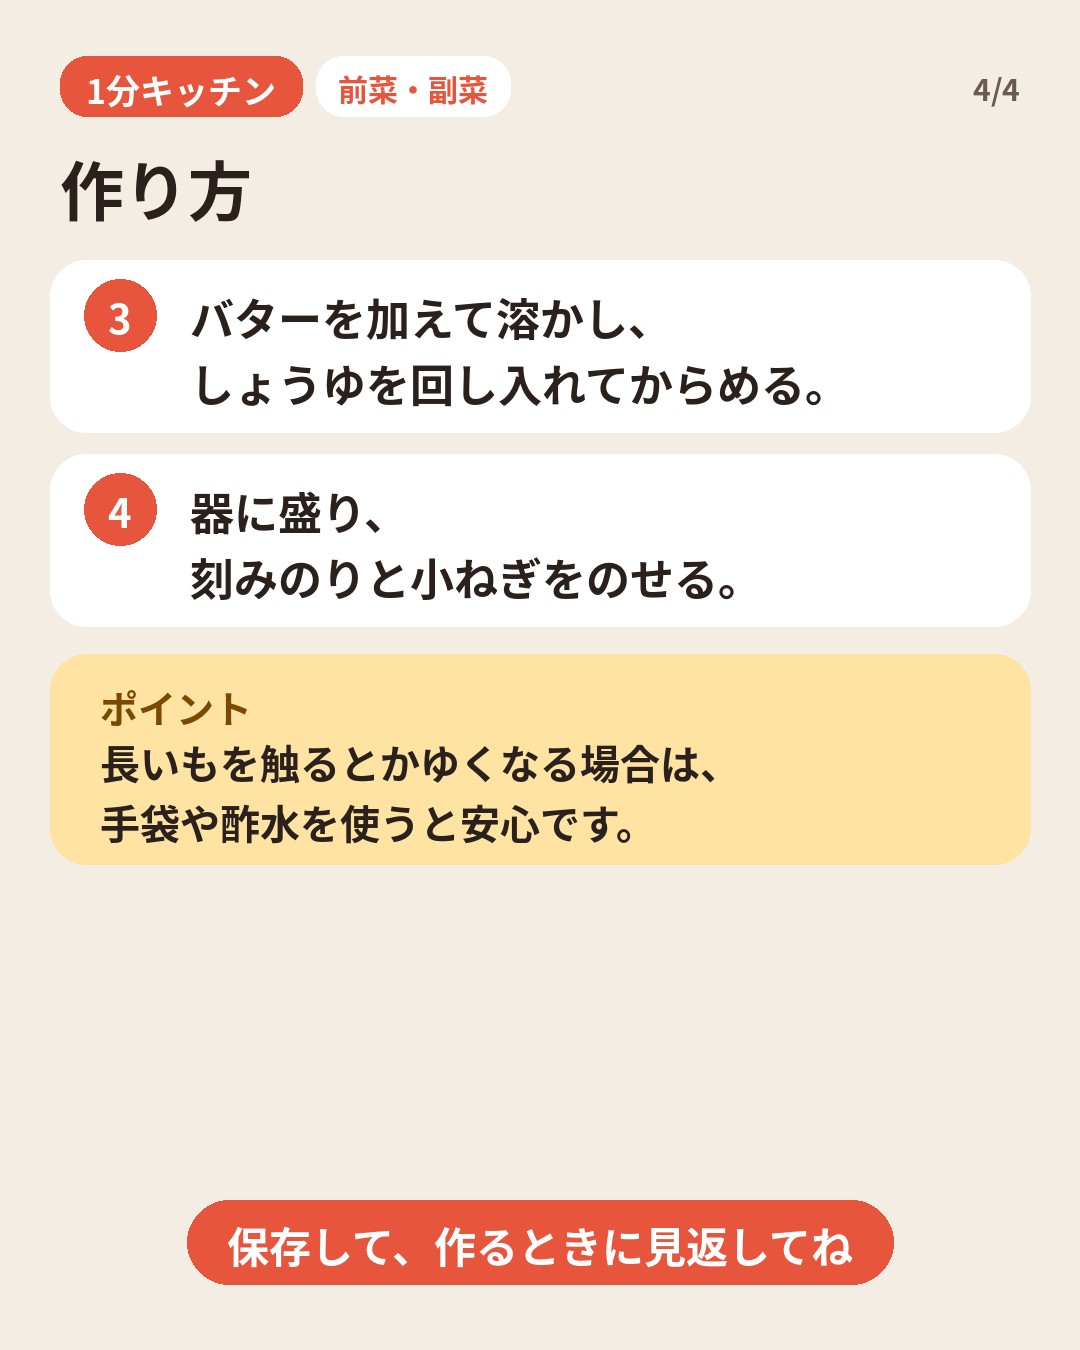 1分キッチン
前菜・副菜
4/4
作り方
3
バターを加えて溶かし、
しょうゆを回し入れてからめる。
4
器に盛り、
刻みのりと小ねぎをのせる。
ポイント
長いもを触るとかゆくなる場合は、
手袋や酢水を使うと安心です。
保存して、作るときに見返してね